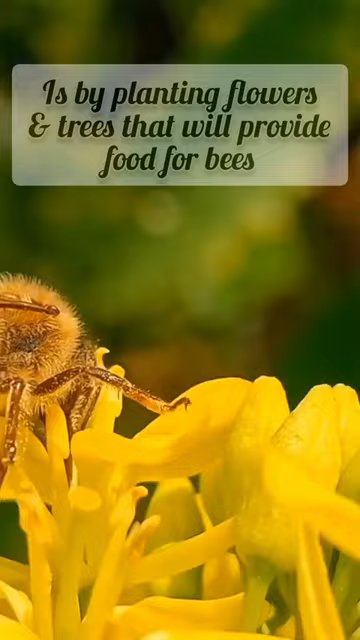 Is by planting flowers
& trees that will provide
food for bees